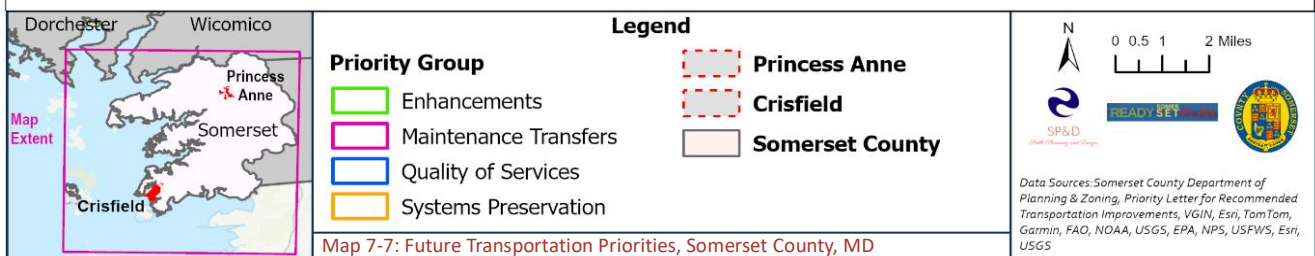 Dorchester
Wicomico
Princess
Anne
Map
Extent
Somerset
Crisfield
Legend
Priority Group
Enhancements
Maintenance Transfers
Quality of Services
Systems Preservation
Princess Anne
Crisfield
Somerset County
Map 7-7: Future Transportation Priorities, Somerset County, MD
N
0 0.5 1 2 Miles
SP&D
READY SET PLAN
SOMERSET
COUNTY
Data Sources:Somerset County Department of
Planning & Zoning, Priority Letter for Recommended
Transportation Improvements, VGIN, Esri, TomTom,
Garmin, FAO, NOAA, USGS, EPA, NPS, USFWS, Esri,
USGS